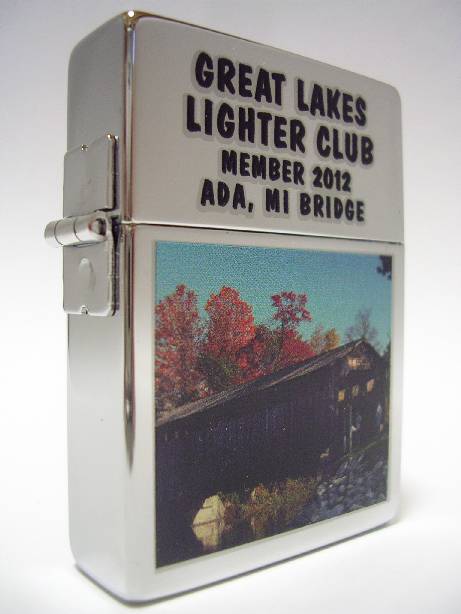 GREAT LAKES
LIGHTER CLUB
MEMBER 2012
ADA, MI BRIDGE